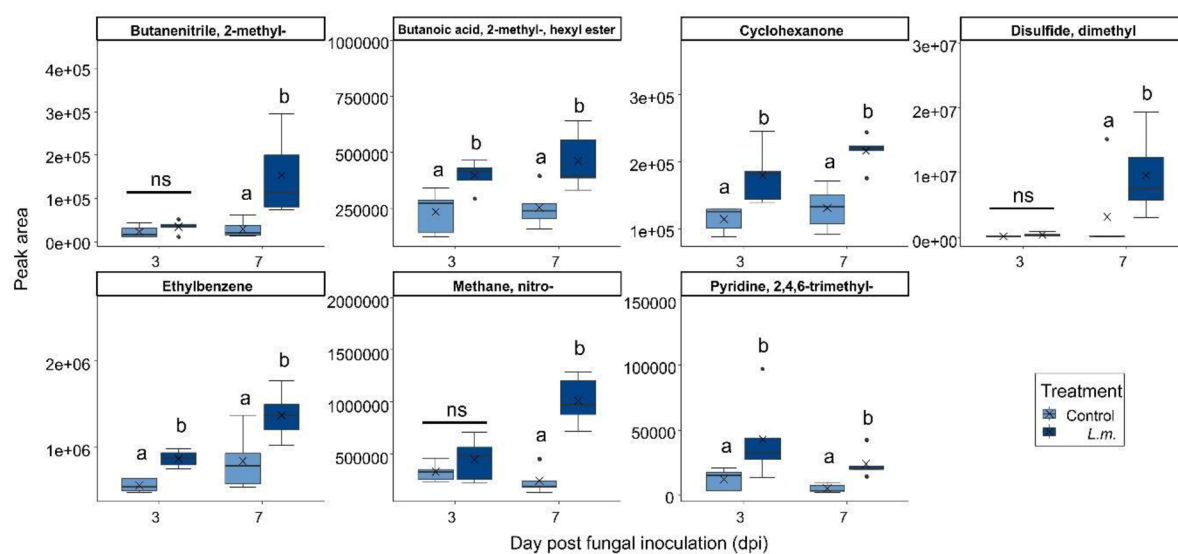 Butanenitrile, 2-methyl-
Butanoic acid, 2-methyl-, hexyl ester
Cyclohexanone
Disulfide, dimethyl
Peak area
4e+05
3e+05
2e+05
1e+05
0e+00
ns
a
b
3
7
1000000
750000
500000
250000
a
b
a
b
3
7
3e+05
2e+05
1e+05
a
b
a
b
3
7
3e+07
2e+07
1e+07
0e+00
ns
a
b
3
7
Ethylbenzene
Methane, nitro-
Pyridine, 2,4,6-trimethyl-
2e+06
1e+06
a
b
a
b
3
7
2000000
1500000
1000000
500000
ns
a
b
3
7
150000
100000
50000
0
a
b
a
b
3
7
Treatment
Control
L.m.
Day post fungal inoculation (dpi)